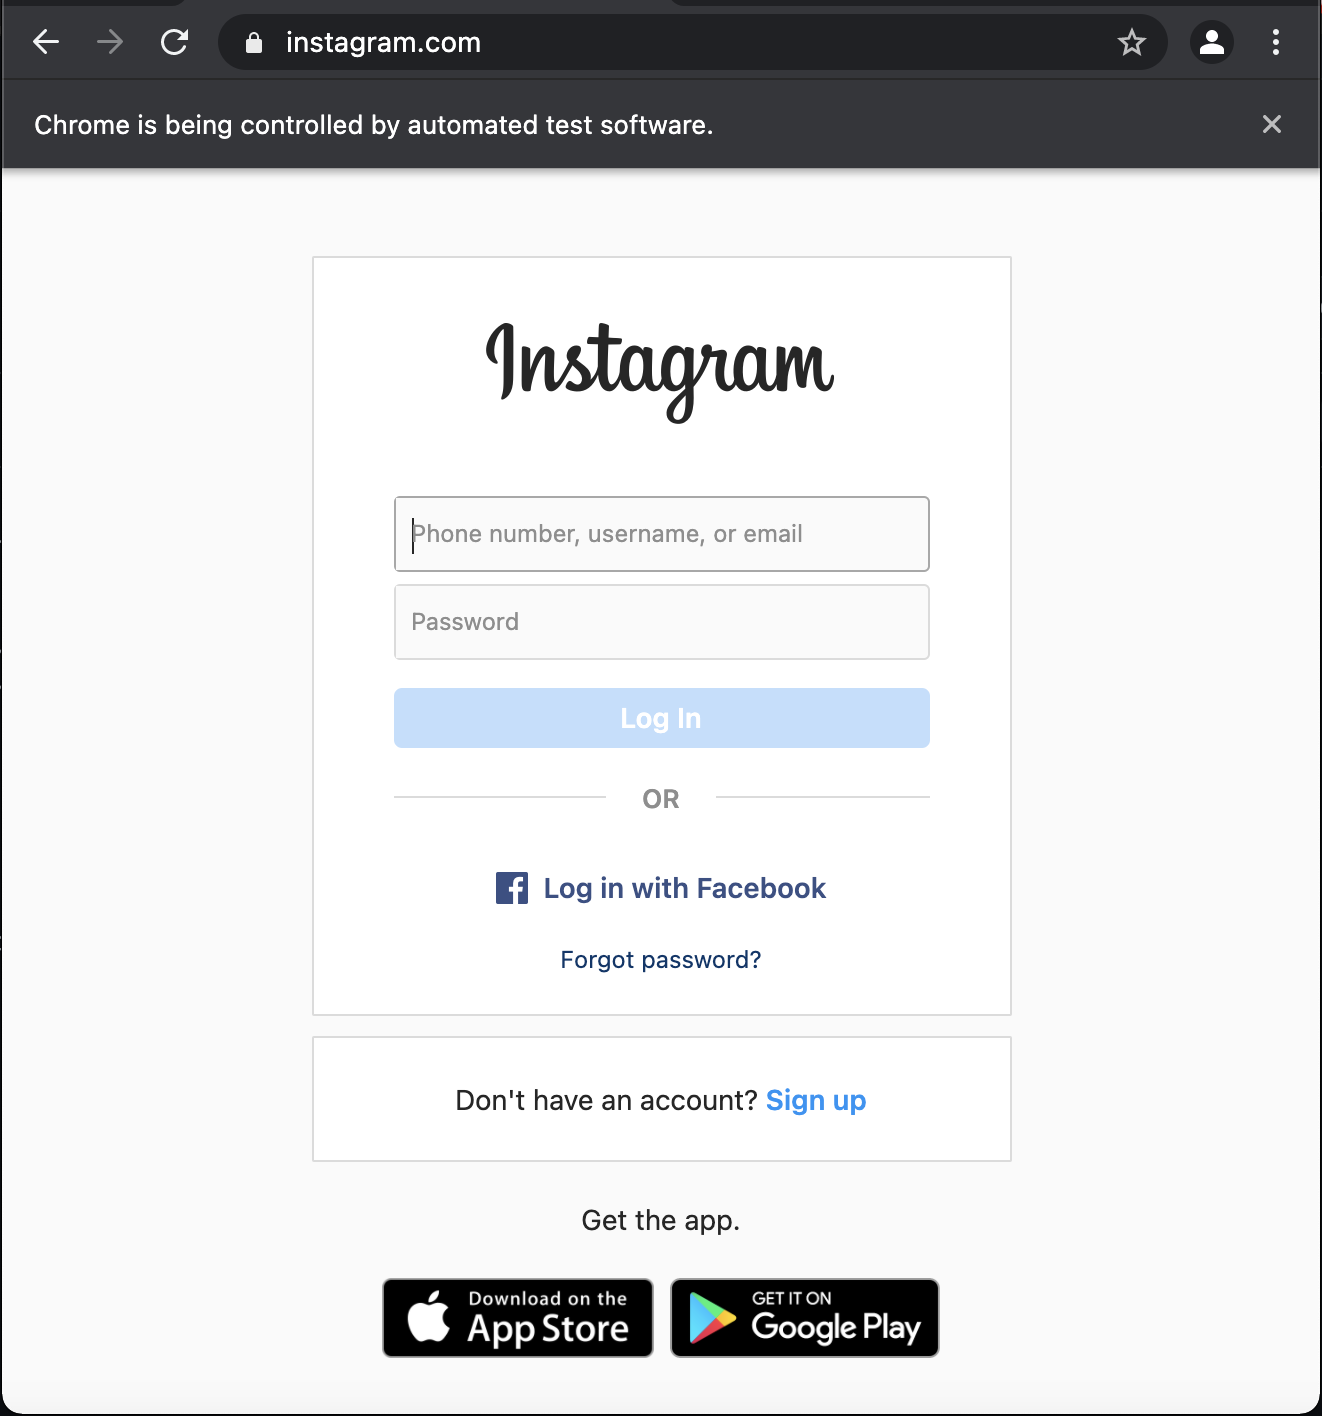 instagram.com
Chrome is being controlled by automated test software.
Instagram
Phone number, username, or email
Password
Log In
OR
Log in with Facebook
Forgot password?
Don't have an account? Sign up
Get the app.
Download on the
App Store
GET IT ON
Google Play